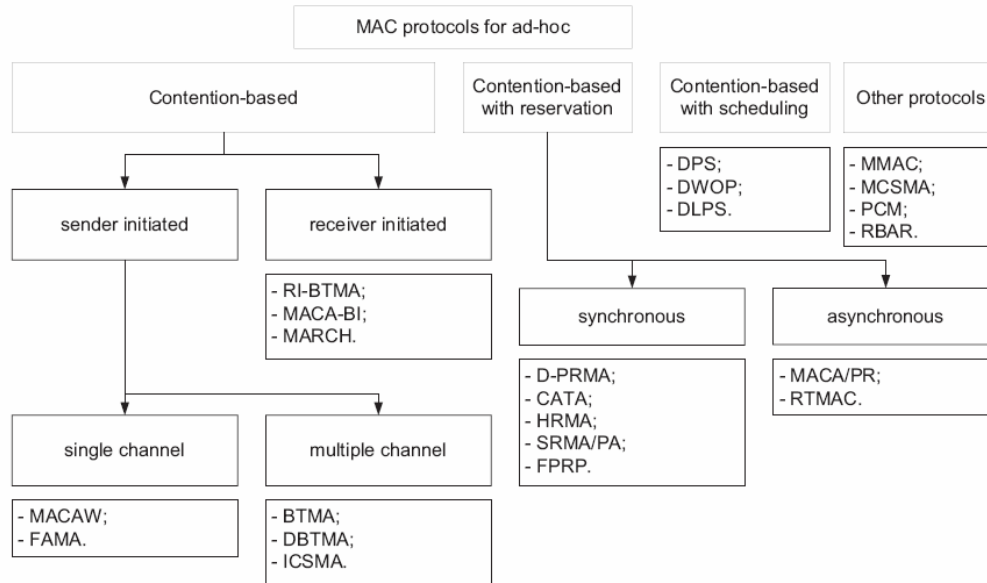 MAC protocols for ad-hoc
Contention-based
Contention-based
with reservation
Contention-based
with scheduling
Other protocols
- DPS;
- DWOP;
- DLPS.
- MMAC;
- MCSMA;
- PCM;
- RBAR.
sender initiated
receiver initiated
- RI-BTMA;
- MACA-BI;
- MARCH.
synchronous
asynchronous
- D-PRMA;
- CATA;
- HRMA;
- SRMA/PA;
- FPRP.
- MACA/PR;
- RTMAC.
single channel
multiple channel
- MACAW;
- FAMA.
- BTMA;
- DBTMA;
- ICSMA.